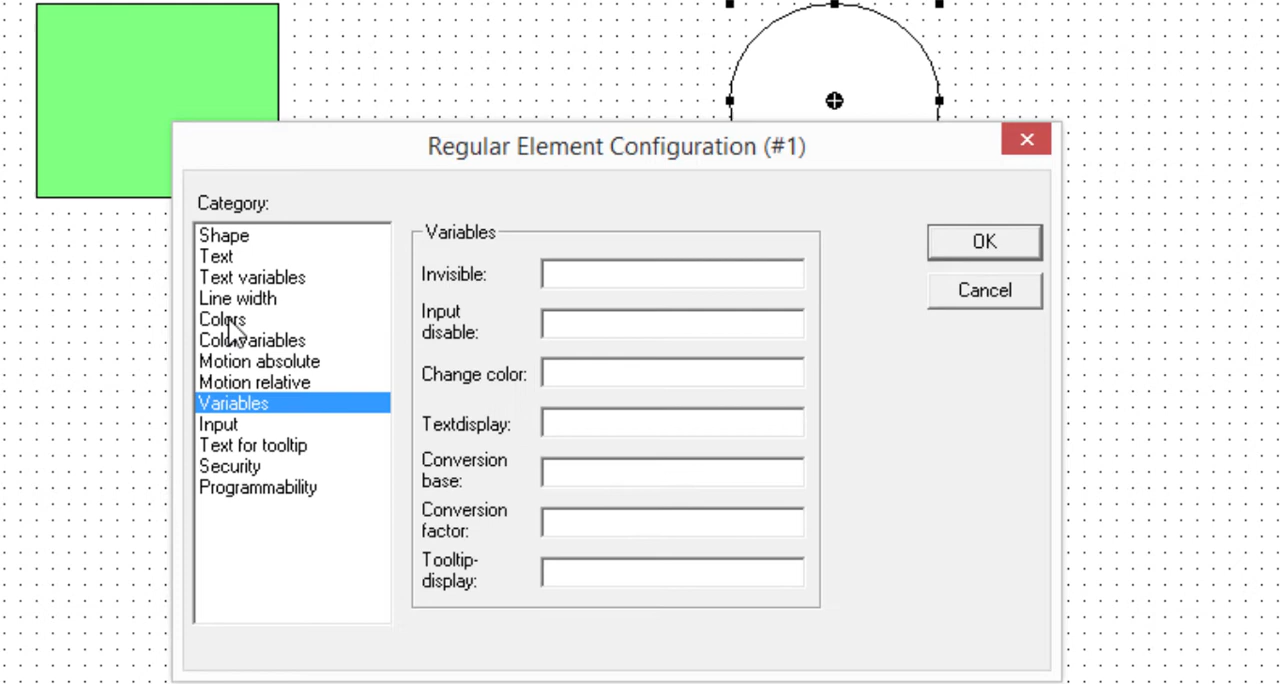 Regular Element Configuration (#1)
Category:
Shape
Text
Text variables
Line width
Colors
Colorvariables
Motion absolute
Motion relative
Variables
Input
Text for tooltip
Security
Programmability
Variables
Invisible:
Input
disable:
Change color:
Textdisplay:
Conversion
base:
Conversion
factor:
Tooltip-
display:
OK
Cancel